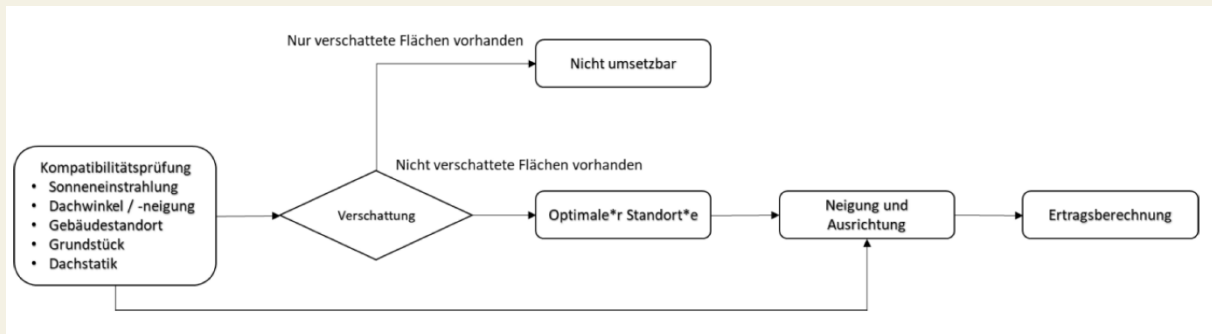 Nur verschattete Flächen vorhanden
Nicht umsetzbar
Kompatibilitätsprüfung
• Sonneneinstrahlung
• Dachwinkel / -neigung
• Gebäudestandort
• Grundstück
• Dachstatik
Verschattung
Nicht verschattete Flächen vorhanden
Optimale*r Standort*e
Neigung und
Ausrichtung
Ertragsberechnung